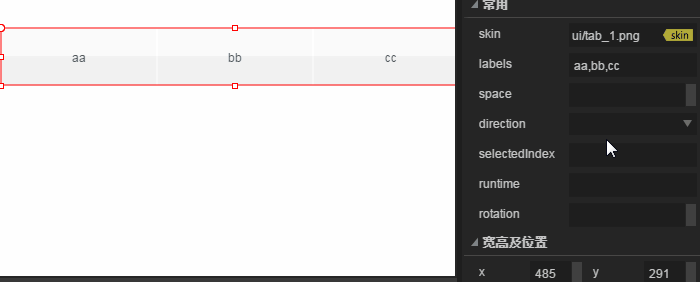 aa bb cc
常用
skin ui/tab_1.png skin
labels aa,bb,cc
space
direction
selectedIndex
runtime
rotation
宽高及位置
x 485 y 291